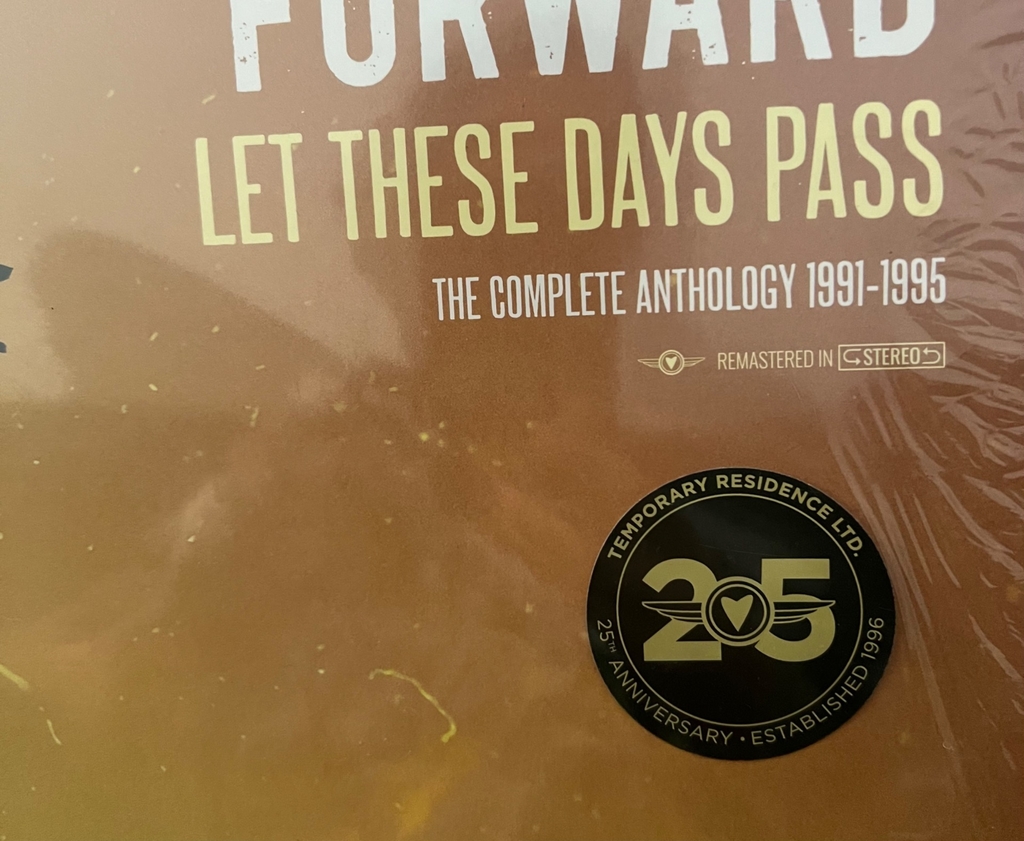 FORWARD
LET THESE DAYS PASS
THE COMPLETE ANTHOLOGY 1991-1995
REMASTERED IN STEREO
TEMPORARY RESIDENCE LTD.
25
25TH ANNIVERSARY • ESTABLISHED 1996